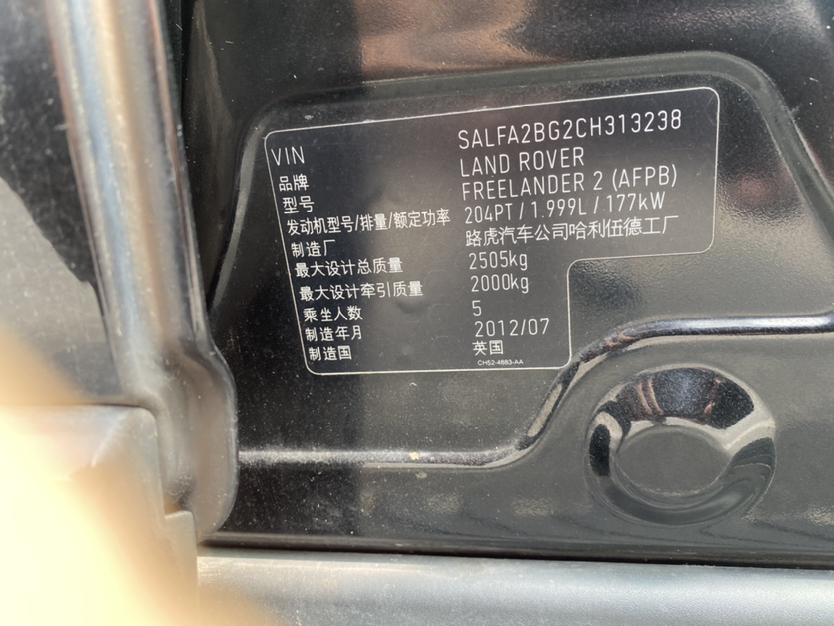 VIN SALFA2BG2CH313238
品牌 LAND ROVER
型号 FREELANDER 2 (AFPB)
发动机型号/排量/额定功率 204PT / 1.999L / 177kW
制造厂 路虎汽车公司哈利伍德工厂
最大设计总质量 2505kg
最大设计牵引质量 2000kg
乘坐人数 5
制造年月 2012/07
制造国 英国
CH52-4683-AA